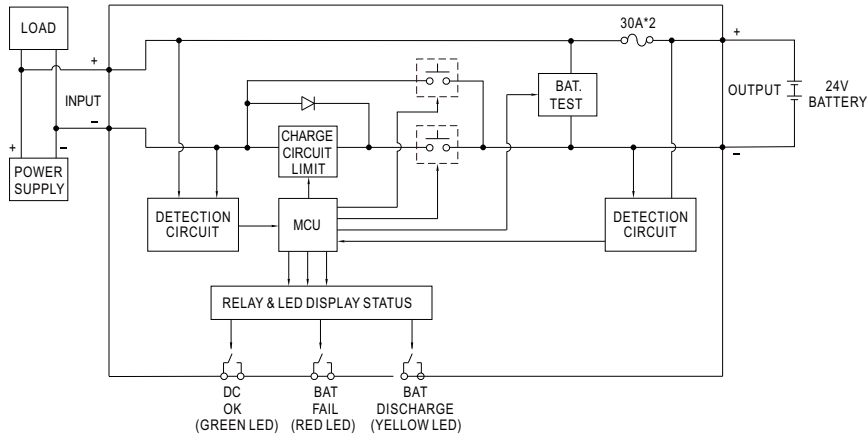 LOAD
30A*2
+
+
INPUT
BAT.
TEST
OUTPUT
24V
BATTERY
–
CHARGE
CIRCUIT
LIMIT
–
+
–
POWER
SUPPLY
DETECTION
CIRCUIT
MCU
DETECTION
CIRCUIT
RELAY & LED DISPLAY STATUS
DC
OK
(GREEN LED)
BAT
FAIL
(RED LED)
BAT
DISCHARGE
(YELLOW LED)